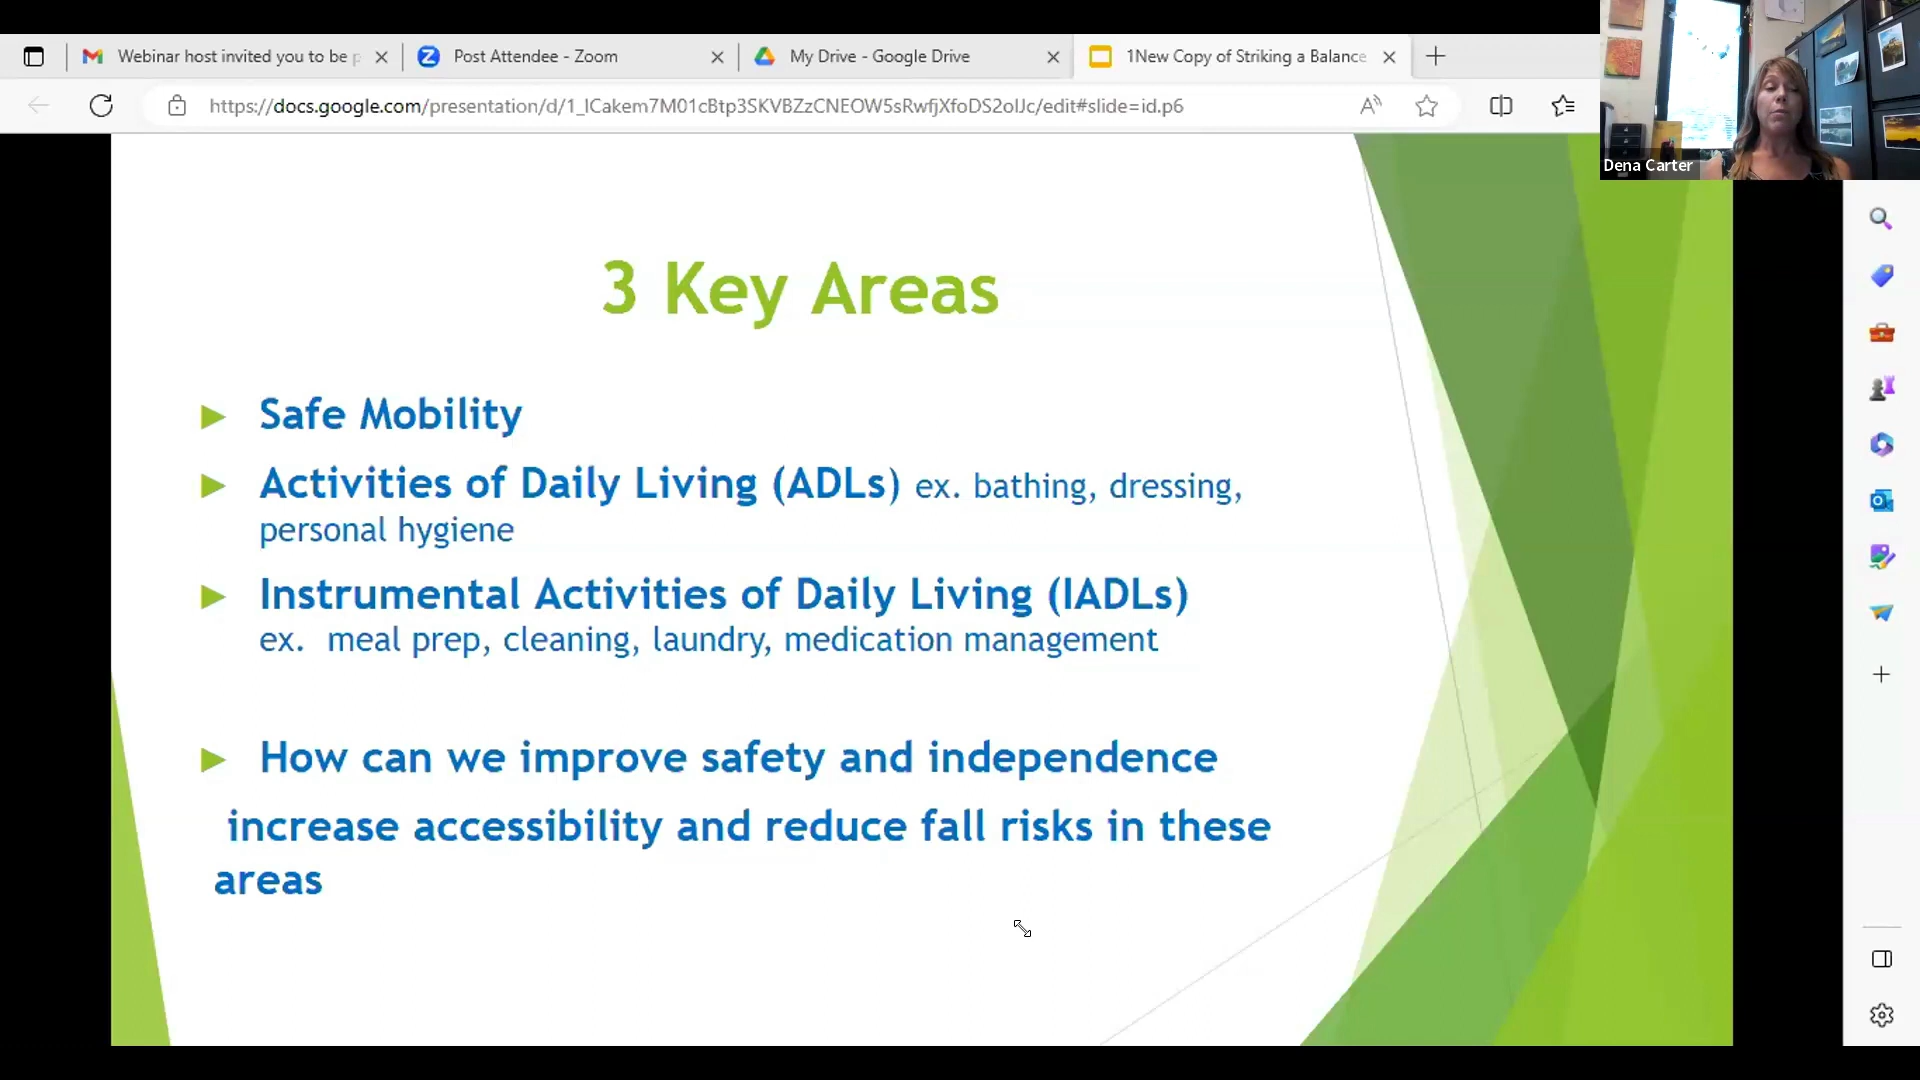 Webinar host invited you to be p
Post Attendee - Zoom
My Drive - Google Drive
1New Copy of Striking a Balance
https://docs.google.com/presentation/d/1_lCakem7M01cBtp3SKVBZzCNEOW5sRwfjXfoDS2oIJc/edit#slide=id.p6
Dena Carter
3 Key Areas
Safe Mobility
Activities of Daily Living (ADLs) ex. bathing, dressing,
personal hygiene
Instrumental Activities of Daily Living (IADLs)
ex. meal prep, cleaning, laundry, medication management
How can we improve safety and independence
increase accessibility and reduce fall risks in these
areas